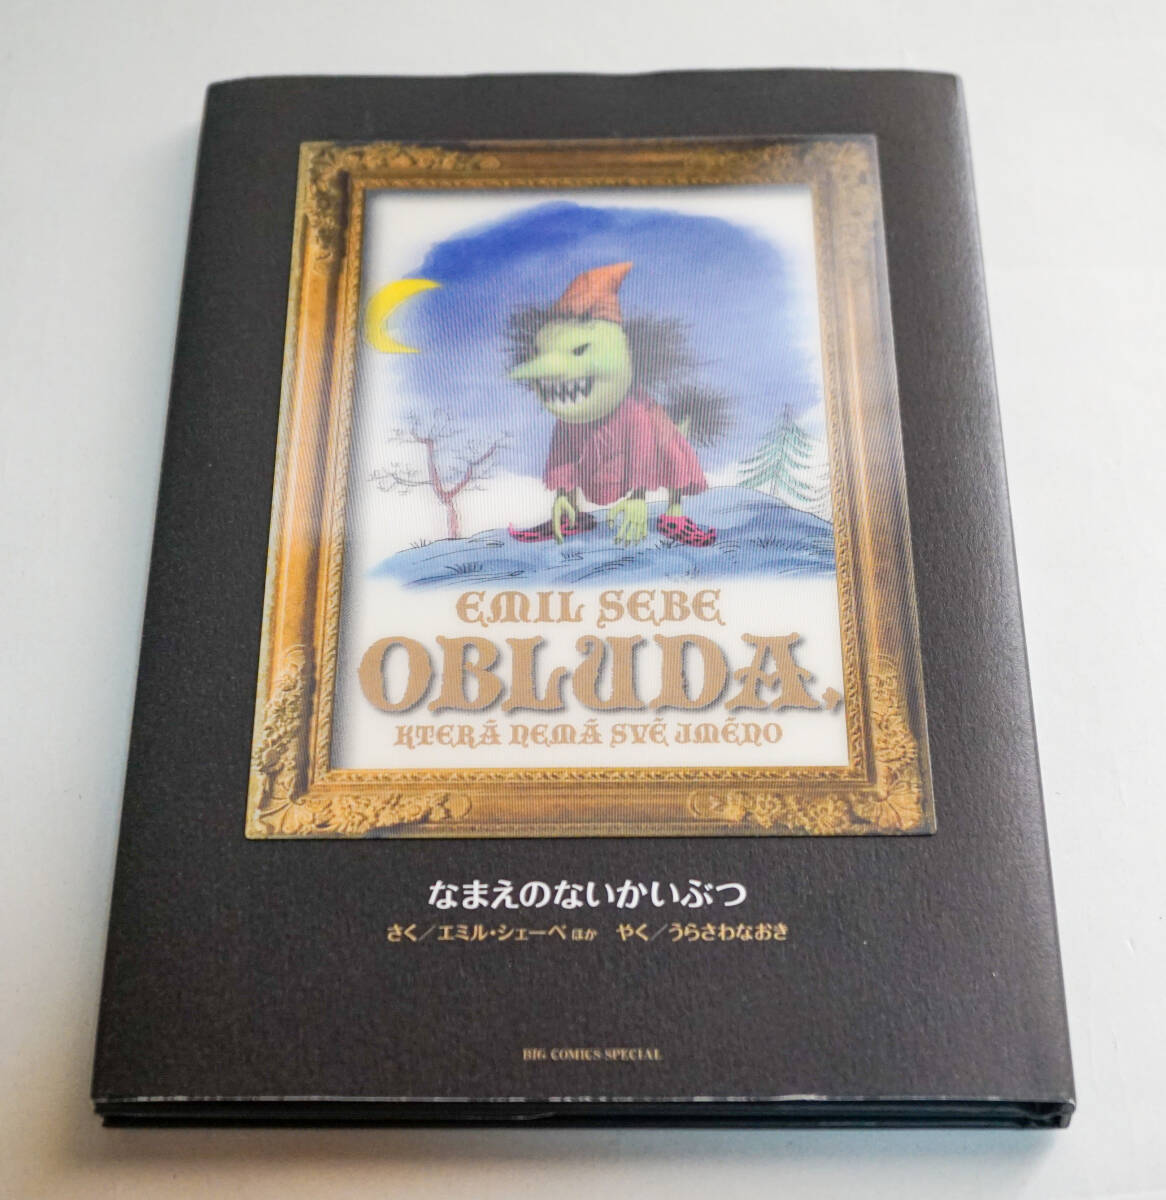 EMIL SEBE
OBLUDA,
KTERÁ NEMÁ SVÉ JMÉNO
なまえのないかいぶつ
さく／エミル・シェーベ ほか　やく／うらさわなおき
BIG COMICS SPECIAL